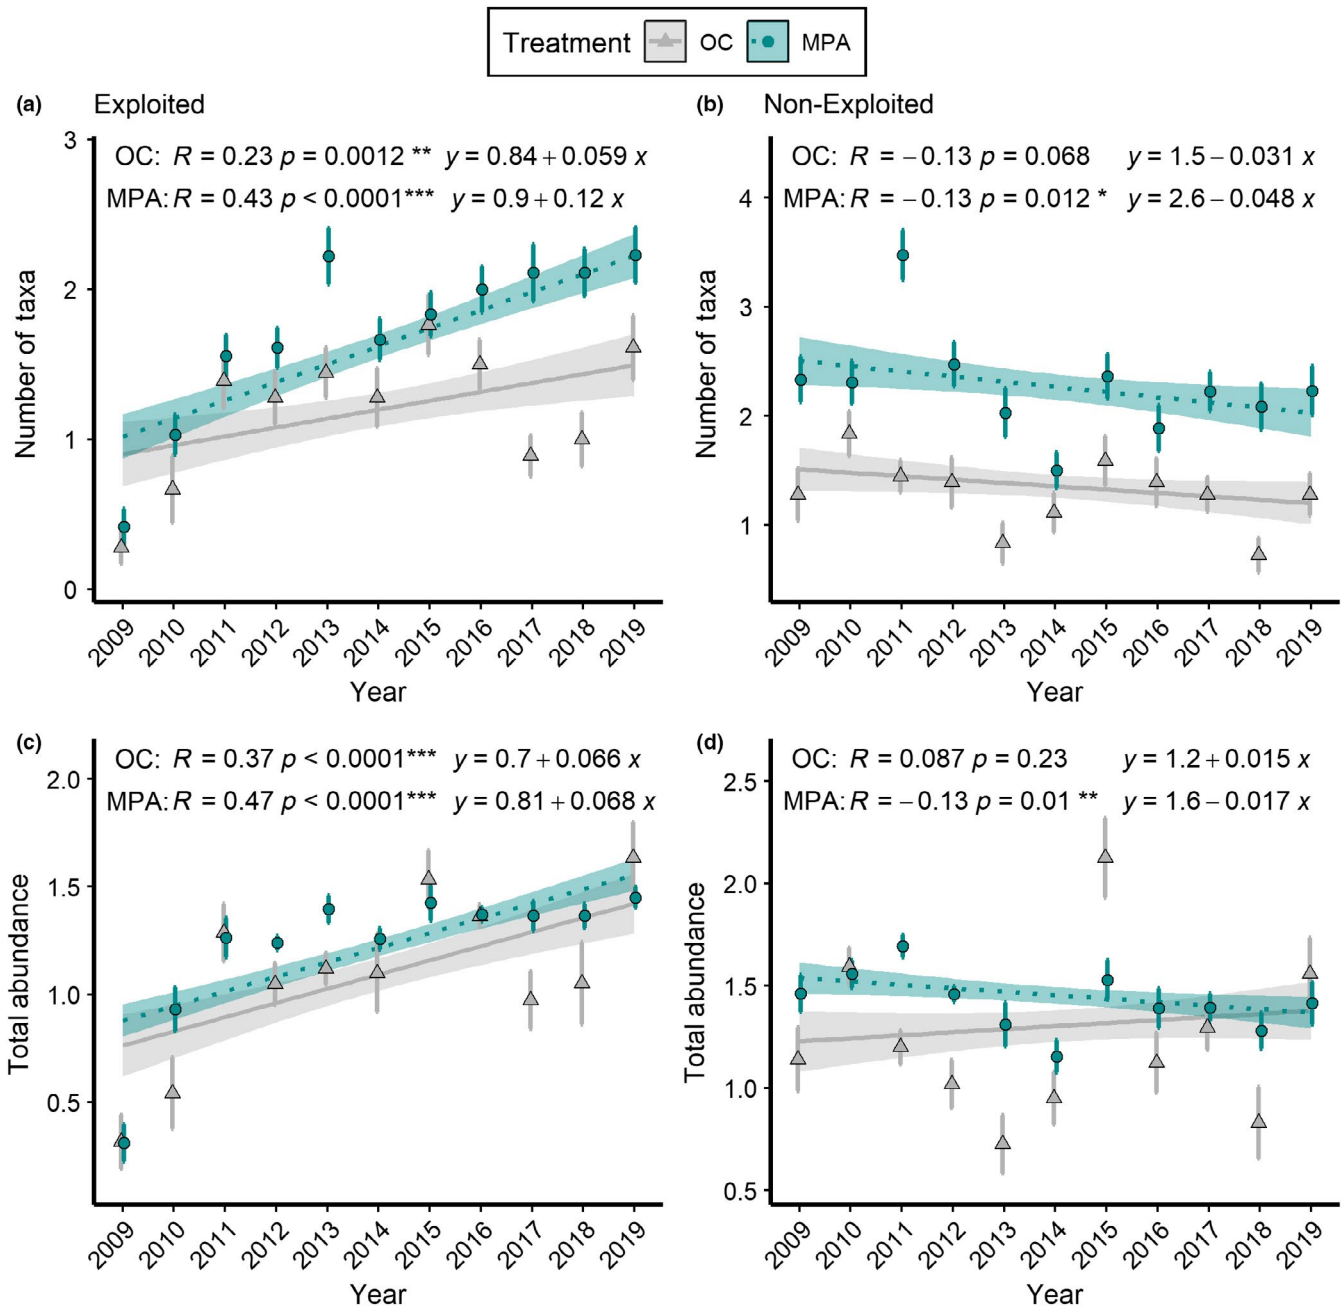 Treatment OC MPA
(a) Exploited
OC: R = 0.23 p = 0.0012 ** y = 0.84 + 0.059 x
MPA: R = 0.43 p < 0.0001*** y = 0.9 + 0.12 x
Number of taxa
3
2
1
0
2009 2010 2011 2012 2013 2014 2015 2016 2017 2018 2019
Year
(b) Non-Exploited
OC: R = −0.13 p = 0.068 y = 1.5 − 0.031 x
MPA: R = −0.13 p = 0.012 * y = 2.6 − 0.048 x
Number of taxa
4
3
2
1
2009 2010 2011 2012 2013 2014 2015 2016 2017 2018 2019
Year
(c)
OC: R = 0.37 p < 0.0001*** y = 0.7 + 0.066 x
MPA: R = 0.47 p < 0.0001*** y = 0.81 + 0.068 x
Total abundance
2.0
1.5
1.0
0.5
2009 2010 2011 2012 2013 2014 2015 2016 2017 2018 2019
Year
(d)
OC: R = 0.087 p = 0.23 y = 1.2 + 0.015 x
MPA: R = −0.13 p = 0.01 ** y = 1.6 − 0.017 x
Total abundance
2.5
2.0
1.5
1.0
0.5
2009 2010 2011 2012 2013 2014 2015 2016 2017 2018 2019
Year